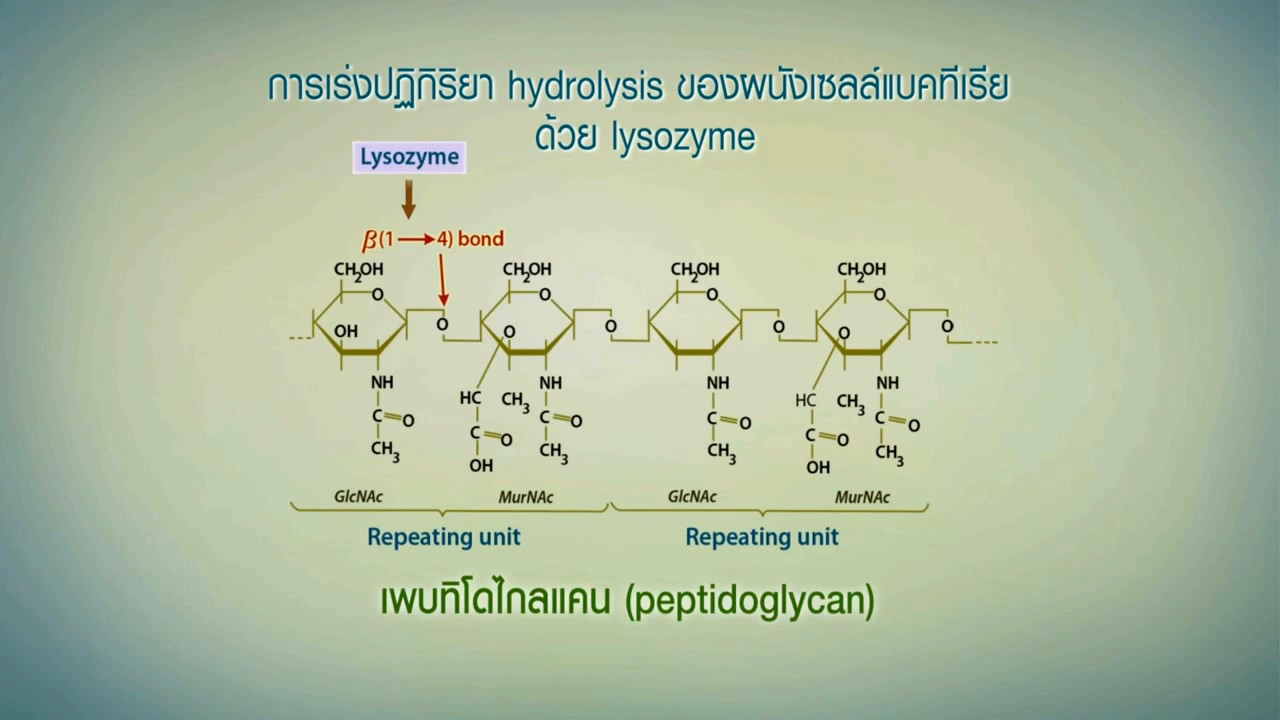 การเร่งปฏิกิริยา hydrolysis ของผนังเซลล์แบคทีเรีย
ด้วย lysozyme
Lysozyme
β(1→4) bond
CH2OH CH2OH CH2OH CH2OH
O O O O
OH O O O O O O
NH NH NH NH
HC CH3 HC CH3
C=O C=O C=O C=O
C=O C=O
CH3 CH3 CH3 CH3
OH OH
GlcNAc MurNAc GlcNAc MurNAc
Repeating unit Repeating unit
เพบทิโดไกลแคน (peptidoglycan)